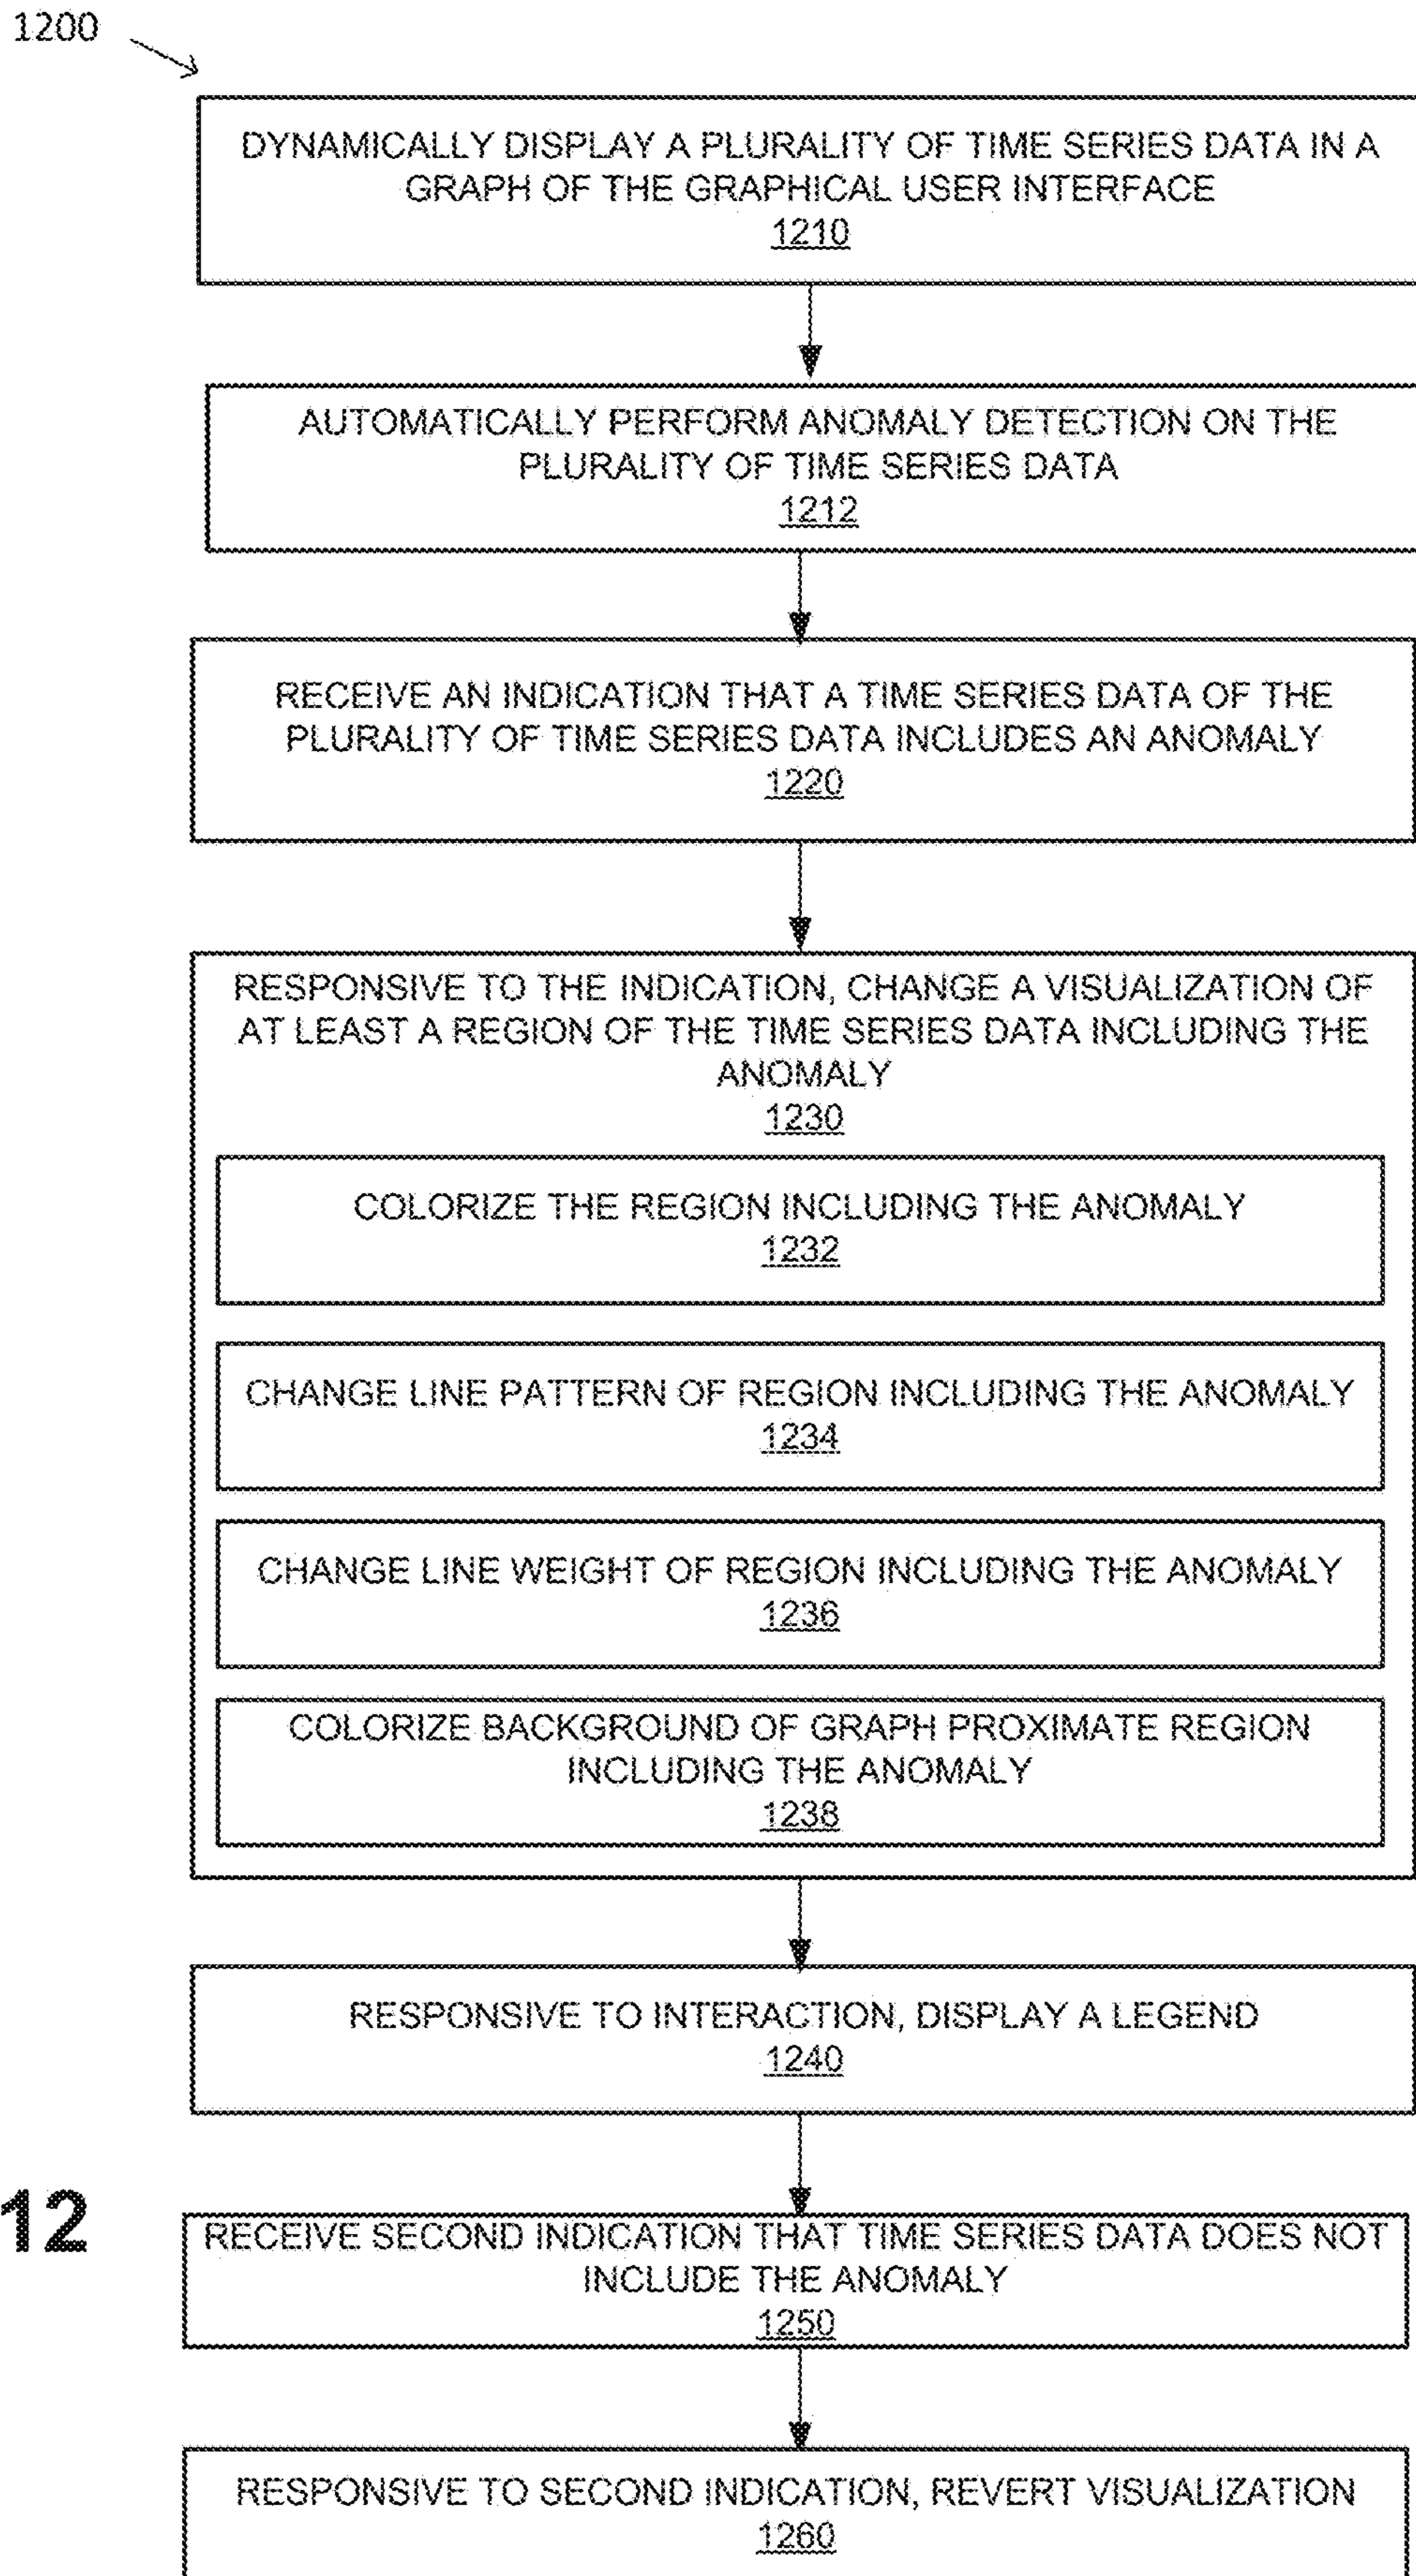 1200
DYNAMICALLY DISPLAY A PLURALITY OF TIME SERIES DATA IN A
GRAPH OF THE GRAPHICAL USER INTERFACE
1210
AUTOMATICALLY PERFORM ANOMALY DETECTION ON THE
PLURALITY OF TIME SERIES DATA
1212
RECEIVE AN INDICATION THAT A TIME SERIES DATA OF THE
PLURALITY OF TIME SERIES DATA INCLUDES AN ANOMALY
1220
RESPONSIVE TO THE INDICATION, CHANGE A VISUALIZATION OF
AT LEAST A REGION OF THE TIME SERIES DATA INCLUDING THE
ANOMALY
1230
COLORIZE THE REGION INCLUDING THE ANOMALY
1232
CHANGE LINE PATTERN OF REGION INCLUDING THE ANOMALY
1234
CHANGE LINE WEIGHT OF REGION INCLUDING THE ANOMALY
1236
COLORIZE BACKGROUND OF GRAPH PROXIMATE REGION
INCLUDING THE ANOMALY
1238
RESPONSIVE TO INTERACTION, DISPLAY A LEGEND
1240
12
RECEIVE SECOND INDICATION THAT TIME SERIES DATA DOES NOT
INCLUDE THE ANOMALY
1250
RESPONSIVE TO SECOND INDICATION, REVERT VISUALIZATION
1260